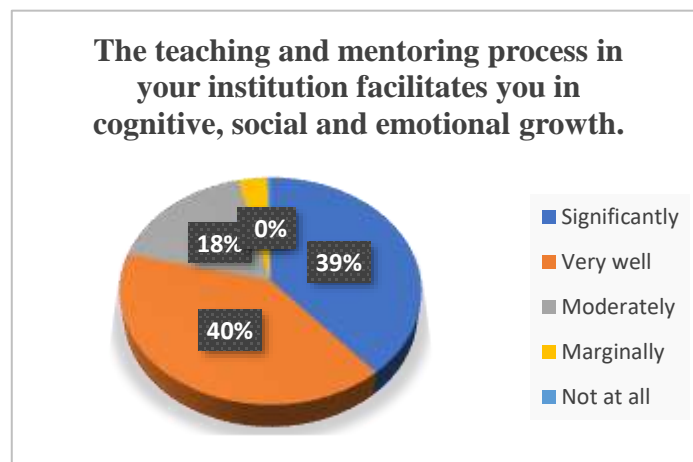 The teaching and mentoring process in
your institution facilitates you in
cognitive, social and emotional growth.
18%
0%
39%
40%
Significantly
Very well
Moderately
Marginally
Not at all